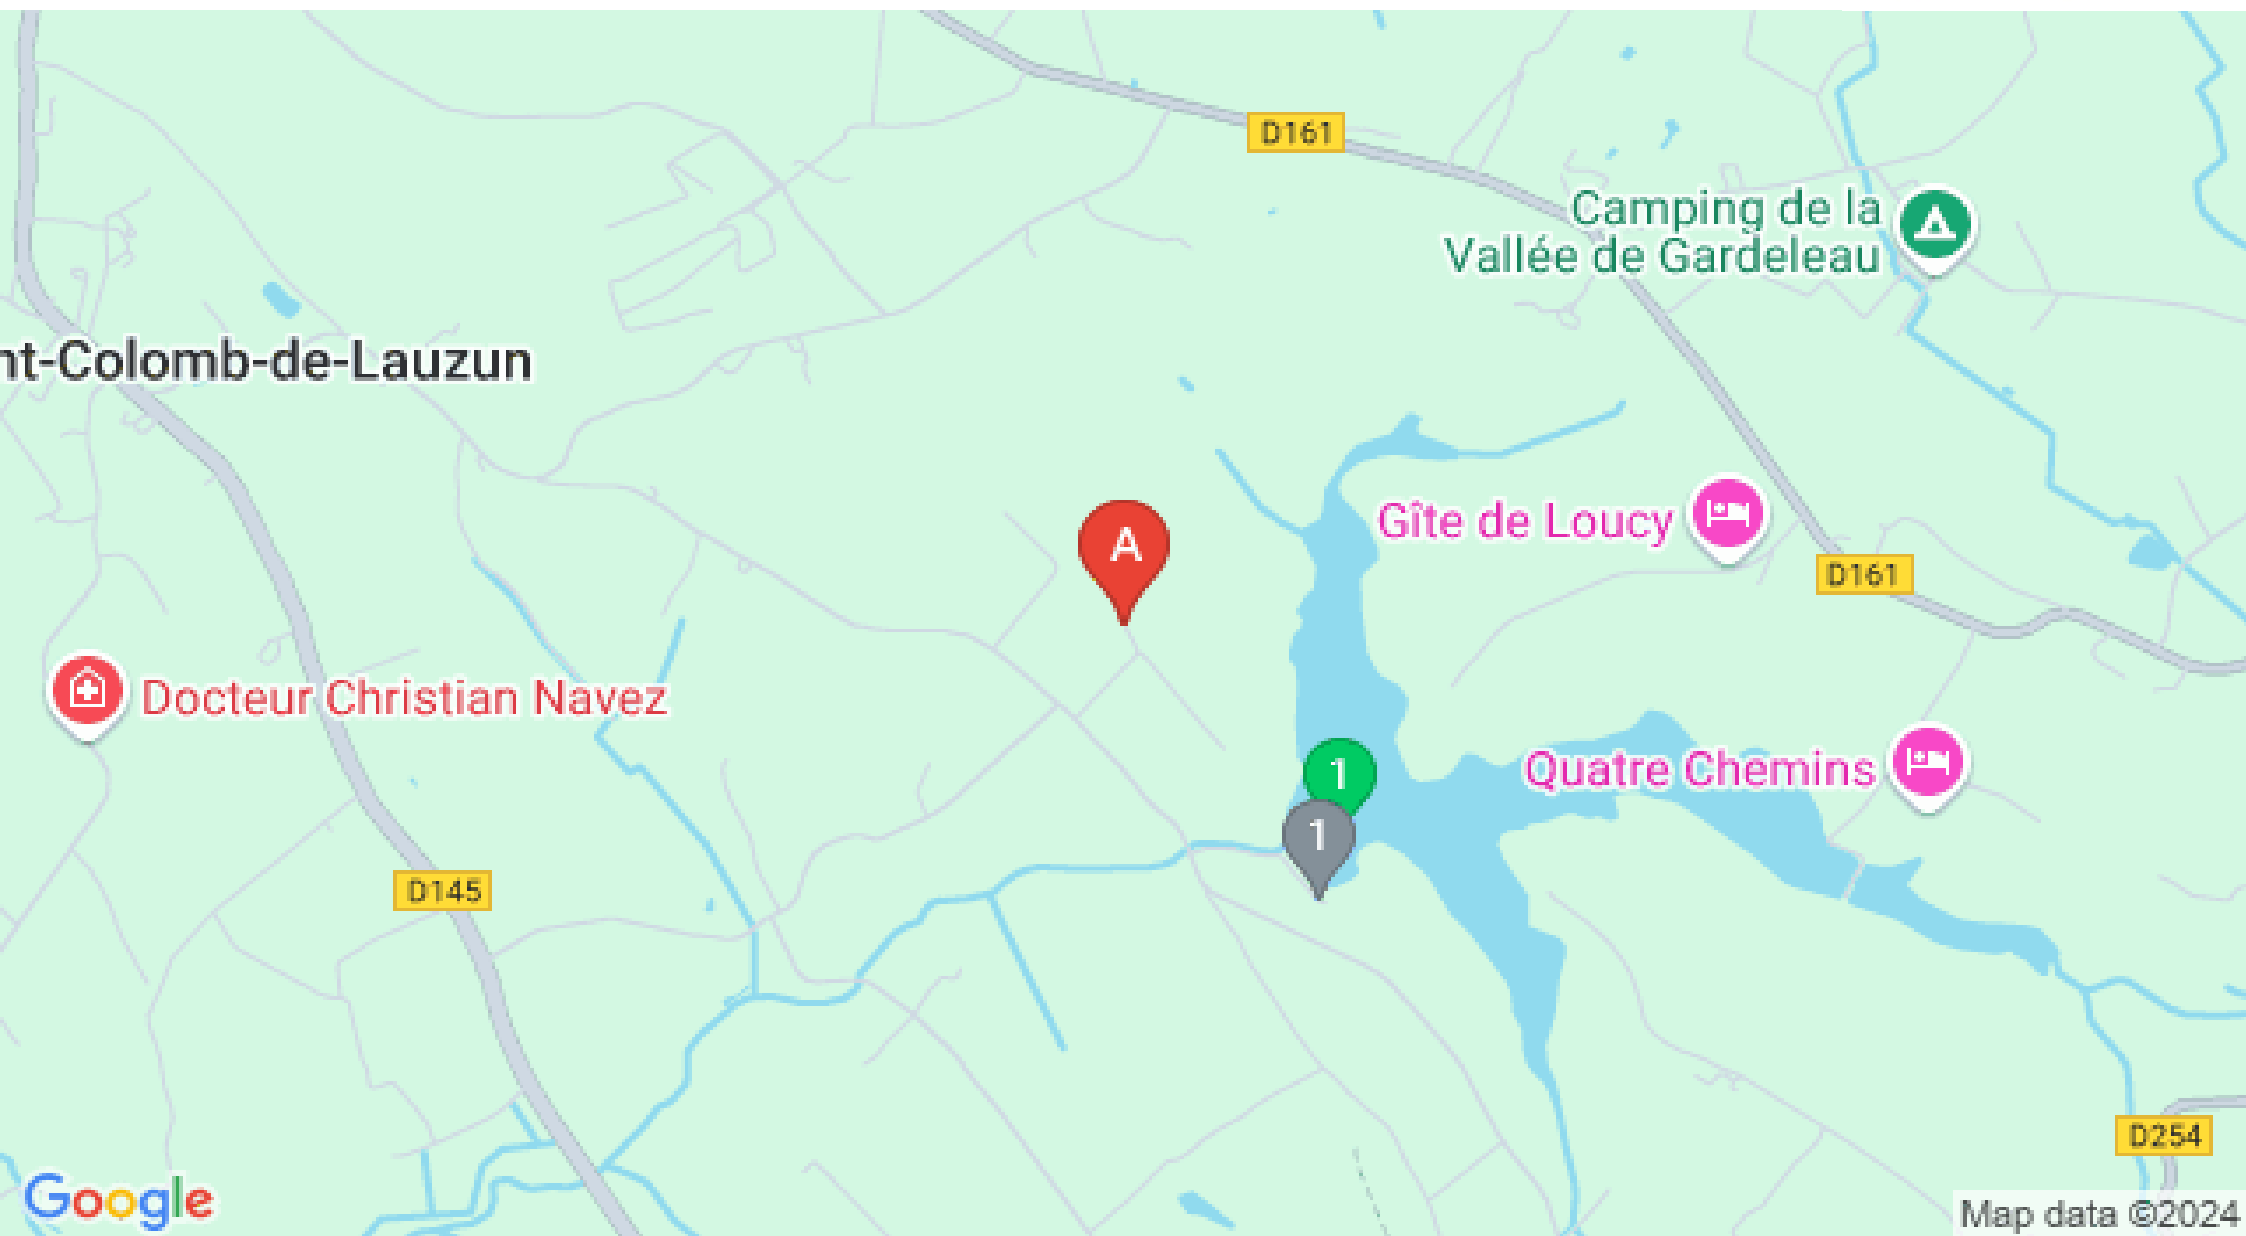 D161
Camping de la
Vallée de Gardeleau
nt-Colomb-de-Lauzun
A
Gîte de Loucy
D161
Docteur Christian Navez
1
Quatre Chemins
1
D145
D254
Google
Map data ©2024